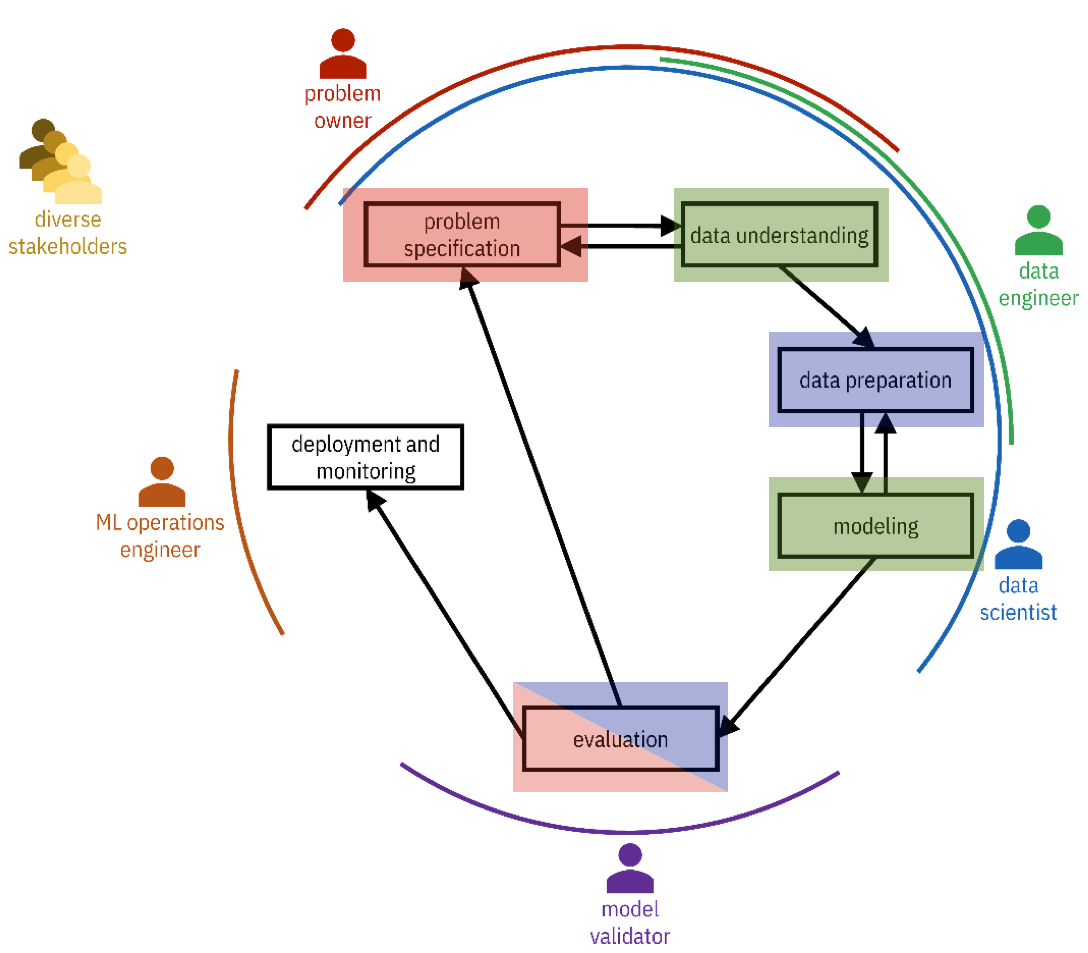 problem
owner
diverse
stakeholders
problem
specification
data understanding
data
engineer
data preparation
deployment and
monitoring
ML operations
engineer
modeling
data
scientist
evaluation
model
validator